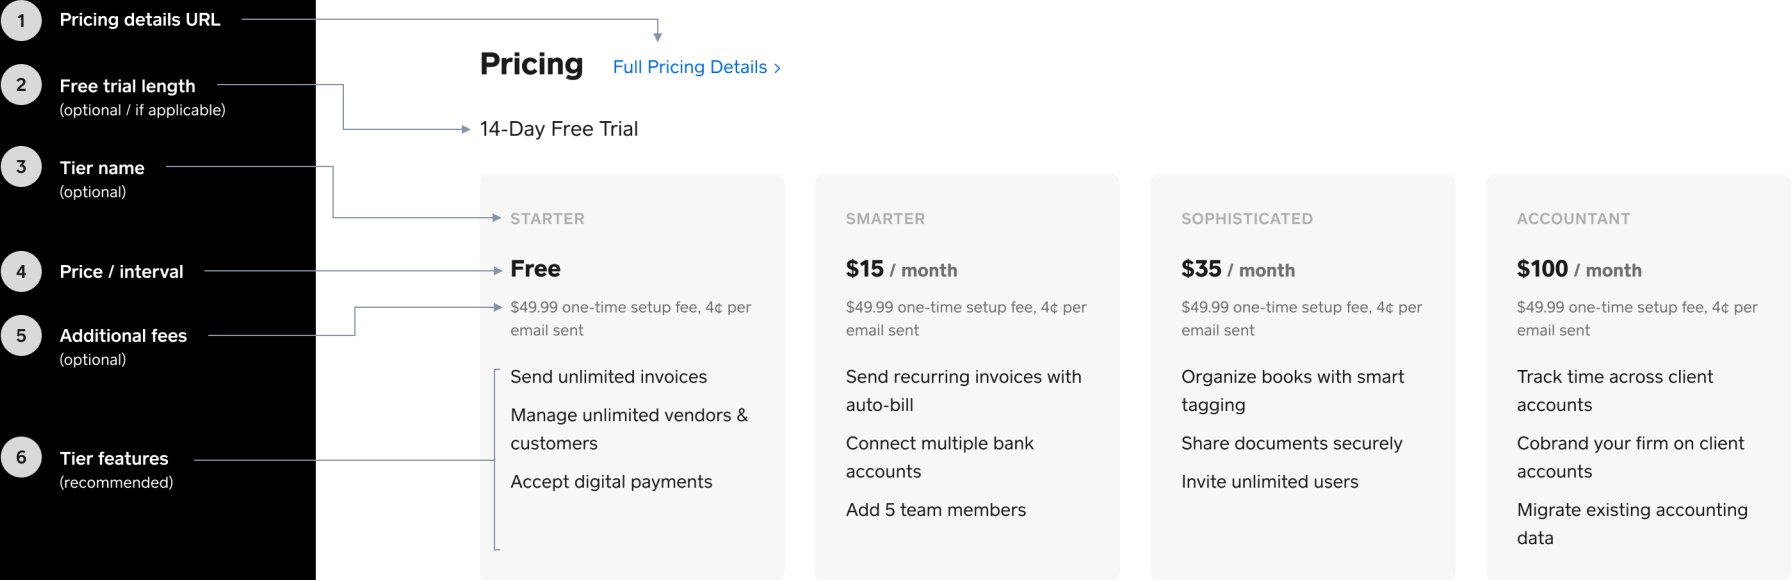 1 Pricing details URL
2 Free trial length
(optional / if applicable)
3 Tier name
(optional)
4 Price / interval
5 Additional fees
(optional)
6 Tier features
(recommended)
Pricing Full Pricing Details >
14-Day Free Trial
STARTER
Free
$49.99 one-time setup fee, 4¢ per
email sent
Send unlimited invoices
Manage unlimited vendors &
customers
Accept digital payments
SMARTER
$15 / month
$49.99 one-time setup fee, 4¢ per
email sent
Send recurring invoices with
auto-bill
Connect multiple bank
accounts
Add 5 team members
SOPHISTICATED
$35 / month
$49.99 one-time setup fee, 4¢ per
email sent
Organize books with smart
tagging
Share documents securely
Invite unlimited users
ACCOUNTANT
$100 / month
$49.99 one-time setup fee, 4¢ per
email sent
Track time across client
accounts
Cobrand your firm on client
accounts
Migrate existing accounting
data